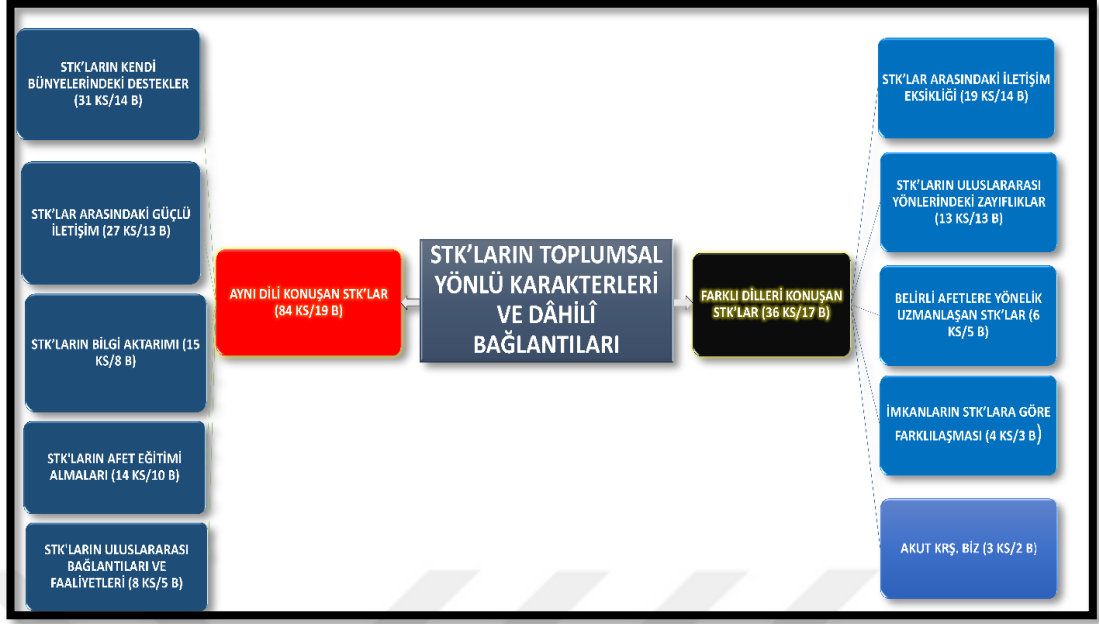 STK'LARIN KENDİ
BÜNYELERİNDEKİ DESTEKLER
(31 KS/14 B)
STK'LAR ARASINDAKİ GÜÇLÜ
İLETİŞİM (27 KS/13 B)
STK'LARIN BİLGİ AKTARIMI (15
KS/8 B)
STK'LARIN AFET EĞİTİMİ
ALMALARI (14 KS/10 B)
STK'LARIN ULUSLARARASI
BAĞLANTILARI VE
FAALİYETLERİ (8 KS/5 B)
AYNI DİLİ KONUŞAN STK'LAR
(84 KS/19 B)
STK'LARIN TOPLUMSAL
YÖNLÜ KARAKTERLERİ
VE DÂHİLÎ
BAĞLANTILARI
FARKLI DİLLERİ KONUŞAN
STK'LAR (36 KS/17 B)
STK'LAR ARASINDAKİ İLETİŞİM
EKSİKLİĞİ (19 KS/14 B)
STK'LARIN ULUSLARARASI
YÖNLERİNDEKİ ZAYIFLIKLAR
(13 KS/13 B)
BELİRLİ AFETLERE YÖNELİK
UZMANLAŞAN STK'LAR (6
KS/5 B)
İMKANLARIN STK'LARA GÖRE
FARKLILAŞMASI (4 KS/3 B)
AKUT KRŞ. BİZ (3 KS/2 B)